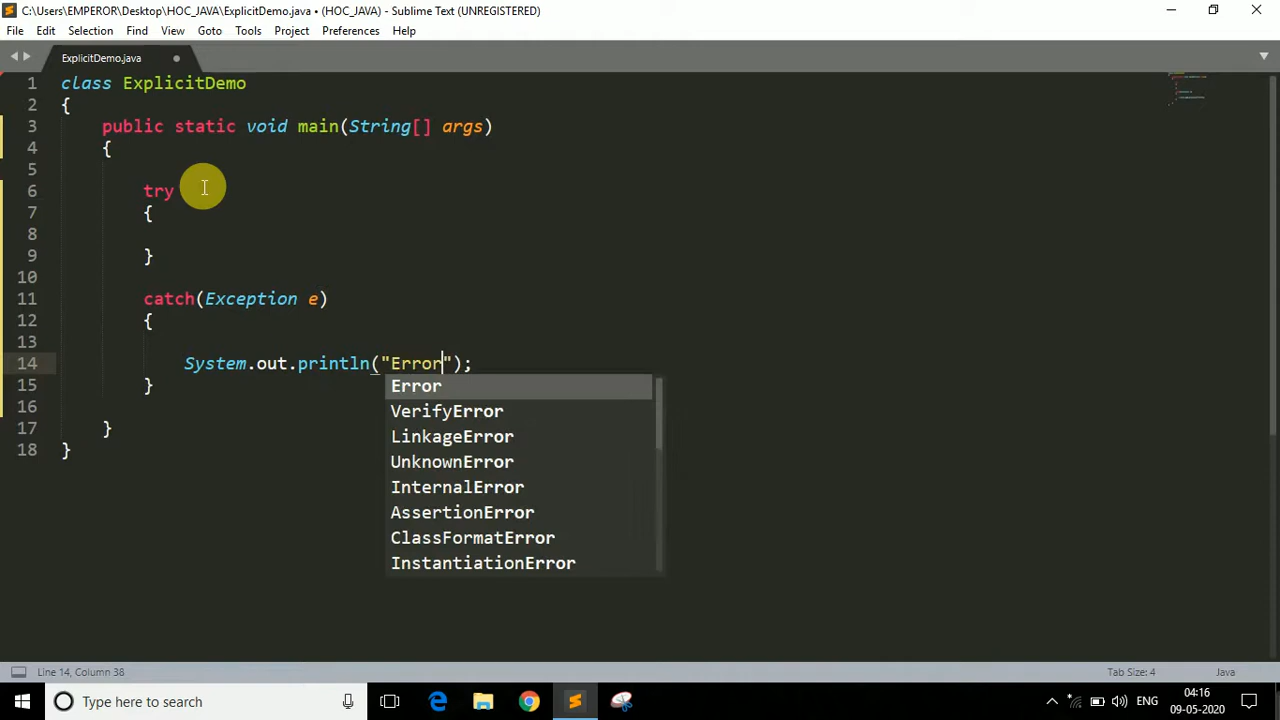 C:\Users\EMPEROR\Desktop\HOC_JAVA\ExplicitDemo.java • (HOC_JAVA) - Sublime Text (UNREGISTERED)
File Edit Selection Find View Goto Tools Project Preferences Help
ExplicitDemo.java
1 class ExplicitDemo
2 {
3 public static void main(String[] args)
4 {
5
6 try
7 {
8
9 }
10
11 catch(Exception e)
12 {
13
14 System.out.println("Error");
15 }
16
17 }
18 }
Error
VerifyError
LinkageError
UnknownError
InternalError
AssertionError
ClassFormatError
InstantiationError
Line 14, Column 38 Tab Size: 4 Java
Type here to search ENG 04:16
09-05-2020